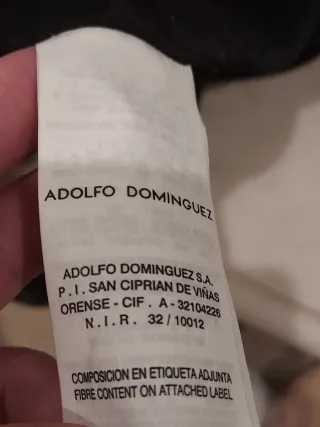 ADOLFO DOMINGUEZ
ADOLFO DOMINGUEZ S.A.
P.I. SAN CIPRIAN DE VIÑAS
ORENSE - CIF. A - 32104226
N.I.R. 32 / 10012
COMPOSICION EN ETIQUETA ADJUNTA
FIBRE CONTENT ON ATTACHED LABEL